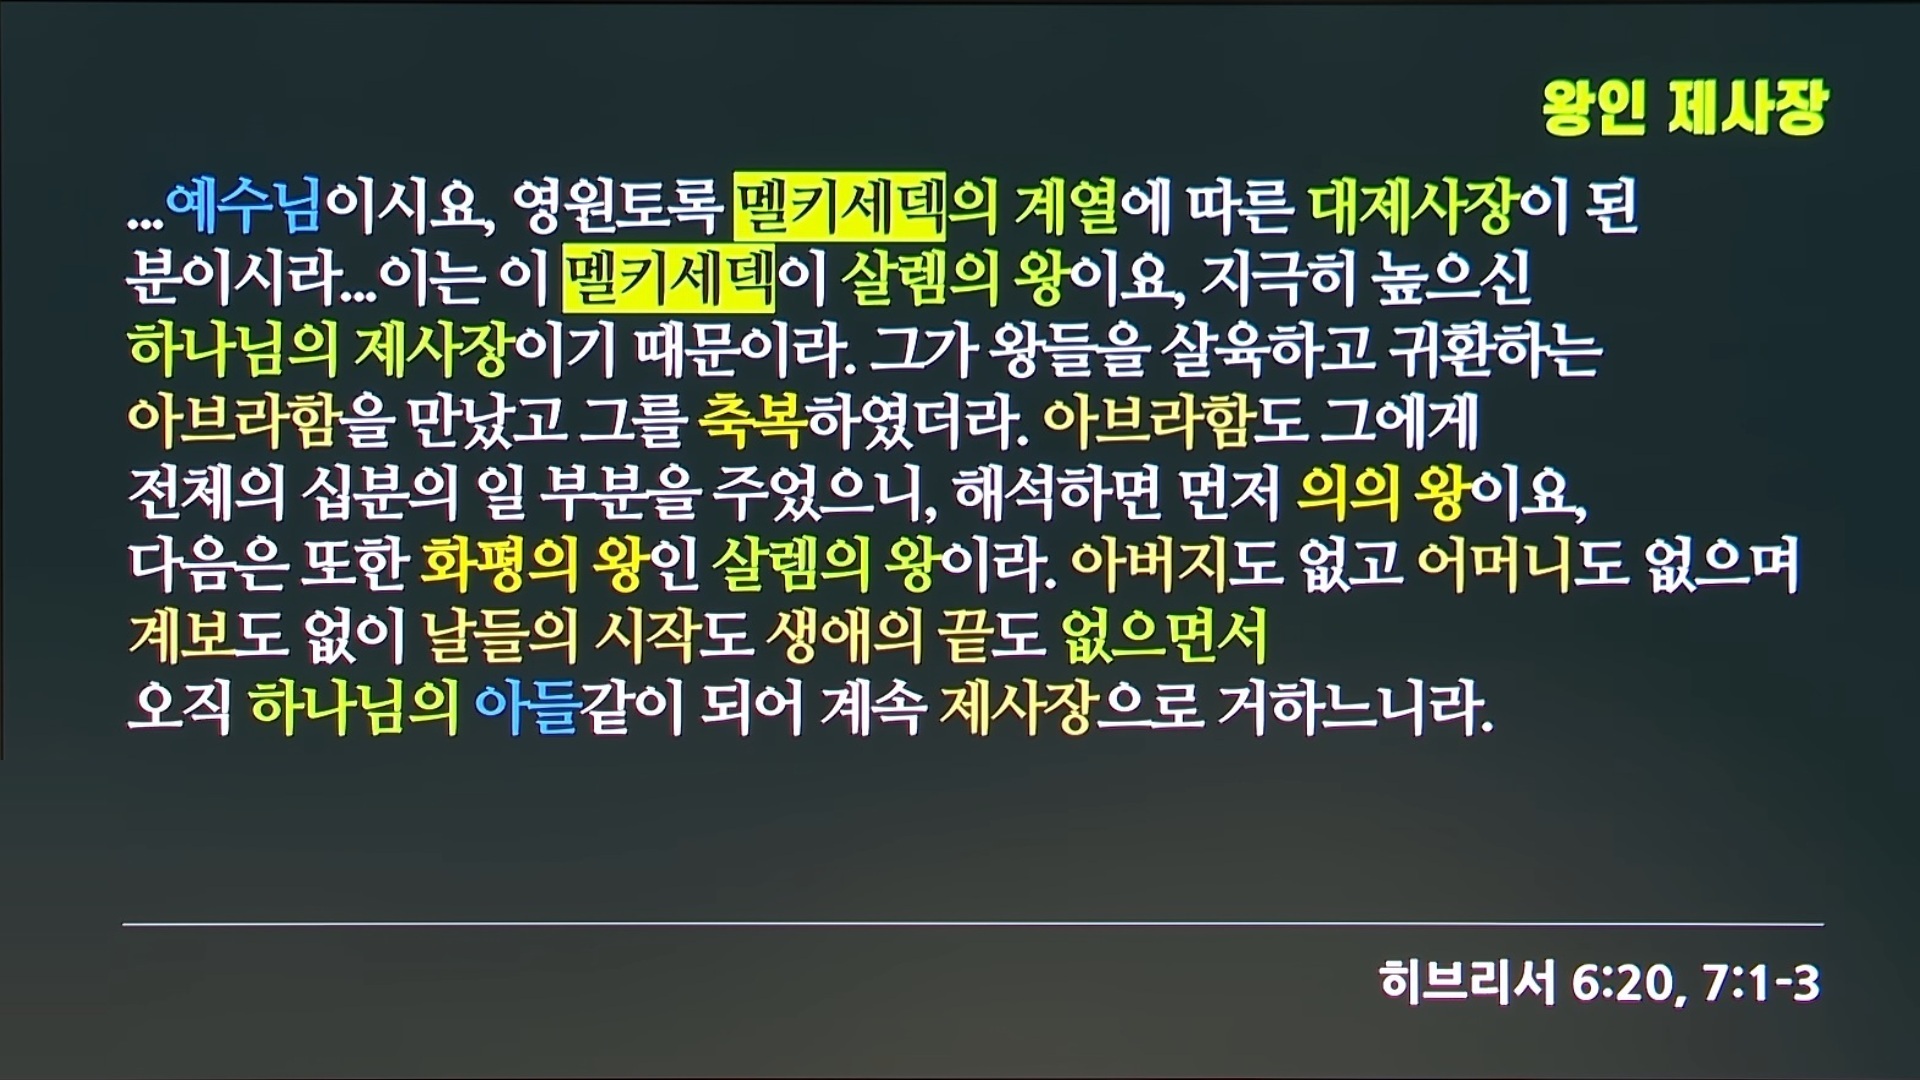 왕인 제사장
...예수님이시요, 영원토록 멜키세덱의 계열에 따른 대제사장이 된
분이시라...이는 이 멜키세덱이 살렘의 왕이요, 지극히 높으신
하나님의 제사장이기 때문이라. 그가 왕들을 살육하고 귀환하는
아브라함을 만났고 그를 축복하였더라. 아브라함도 그에게
전체의 십분의 일 부분을 주었으니, 해석하면 먼저 의의 왕이요,
다음은 또한 화평의 왕인 살렘의 왕이라. 아버지도 없고 어머니도 없으며
계보도 없이 날들의 시작도 생애의 끝도 없으면서
오직 하나님의 아들같이 되어 계속 제사장으로 거하느니라.
히브리서 6:20, 7:1-3